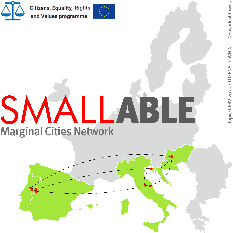 Citizens, Equality, Rights
and Values programme
SMALLABLE
Marginal Cities Network